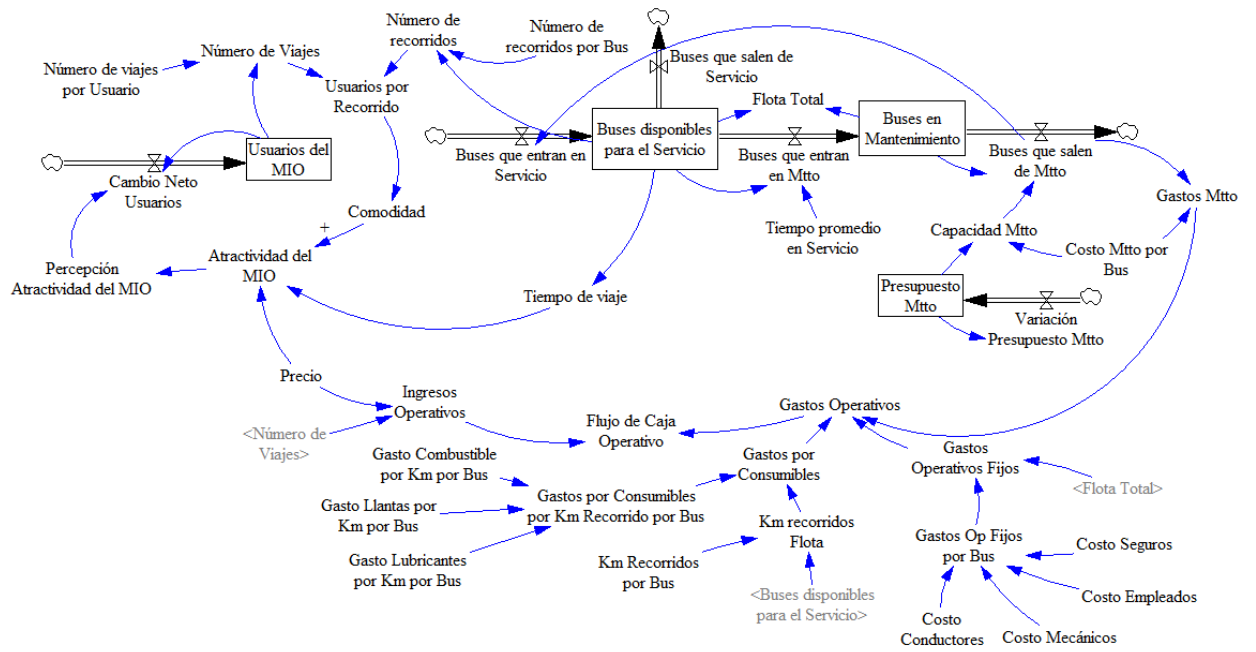 Número de
recorridos
Número de
recorridos por Bus
Número de Viajes
Número de viajes
por Usuario
Usuarios por
Recorrido
Buses que salen de
Servicio
Flota Total
Buses disponibles
para el Servicio
Buses en
Mantenimiento
Buses que entran en
Servicio
Buses que entran
en Mtto
Buses que salen
de Mtto
Usuarios del
MIO
Cambio Neto
Usuarios
Gastos Mtto
Comodidad
+
Tiempo promedio
en Servicio
Capacidad Mtto
Costo Mtto por
Bus
Percepción
Atractividad del MIO
Atractividad del
MIO
Tiempo de viaje
Presupuesto
Mtto
Variación
Presupuesto Mtto
Precio
Ingresos
Operativos
<Número de
Viajes>
Flujo de Caja
Operativo
Gastos Operativos
Gasto Combustible
por Km por Bus
Gastos por
Consumibles
Gastos
Operativos Fijos
<Flota Total>
Gasto Llantas por
Km por Bus
Gastos por Consumibles
por Km Recorrido por Bus
Gasto Lubricantes
por Km por Bus
Km Recorridos
por Bus
Km recorridos
Flota
Gastos Op Fijos
por Bus
Costo Seguros
<Buses disponibles
para el Servicio>
Costo Empleados
Costo
Conductores
Costo Mecánicos